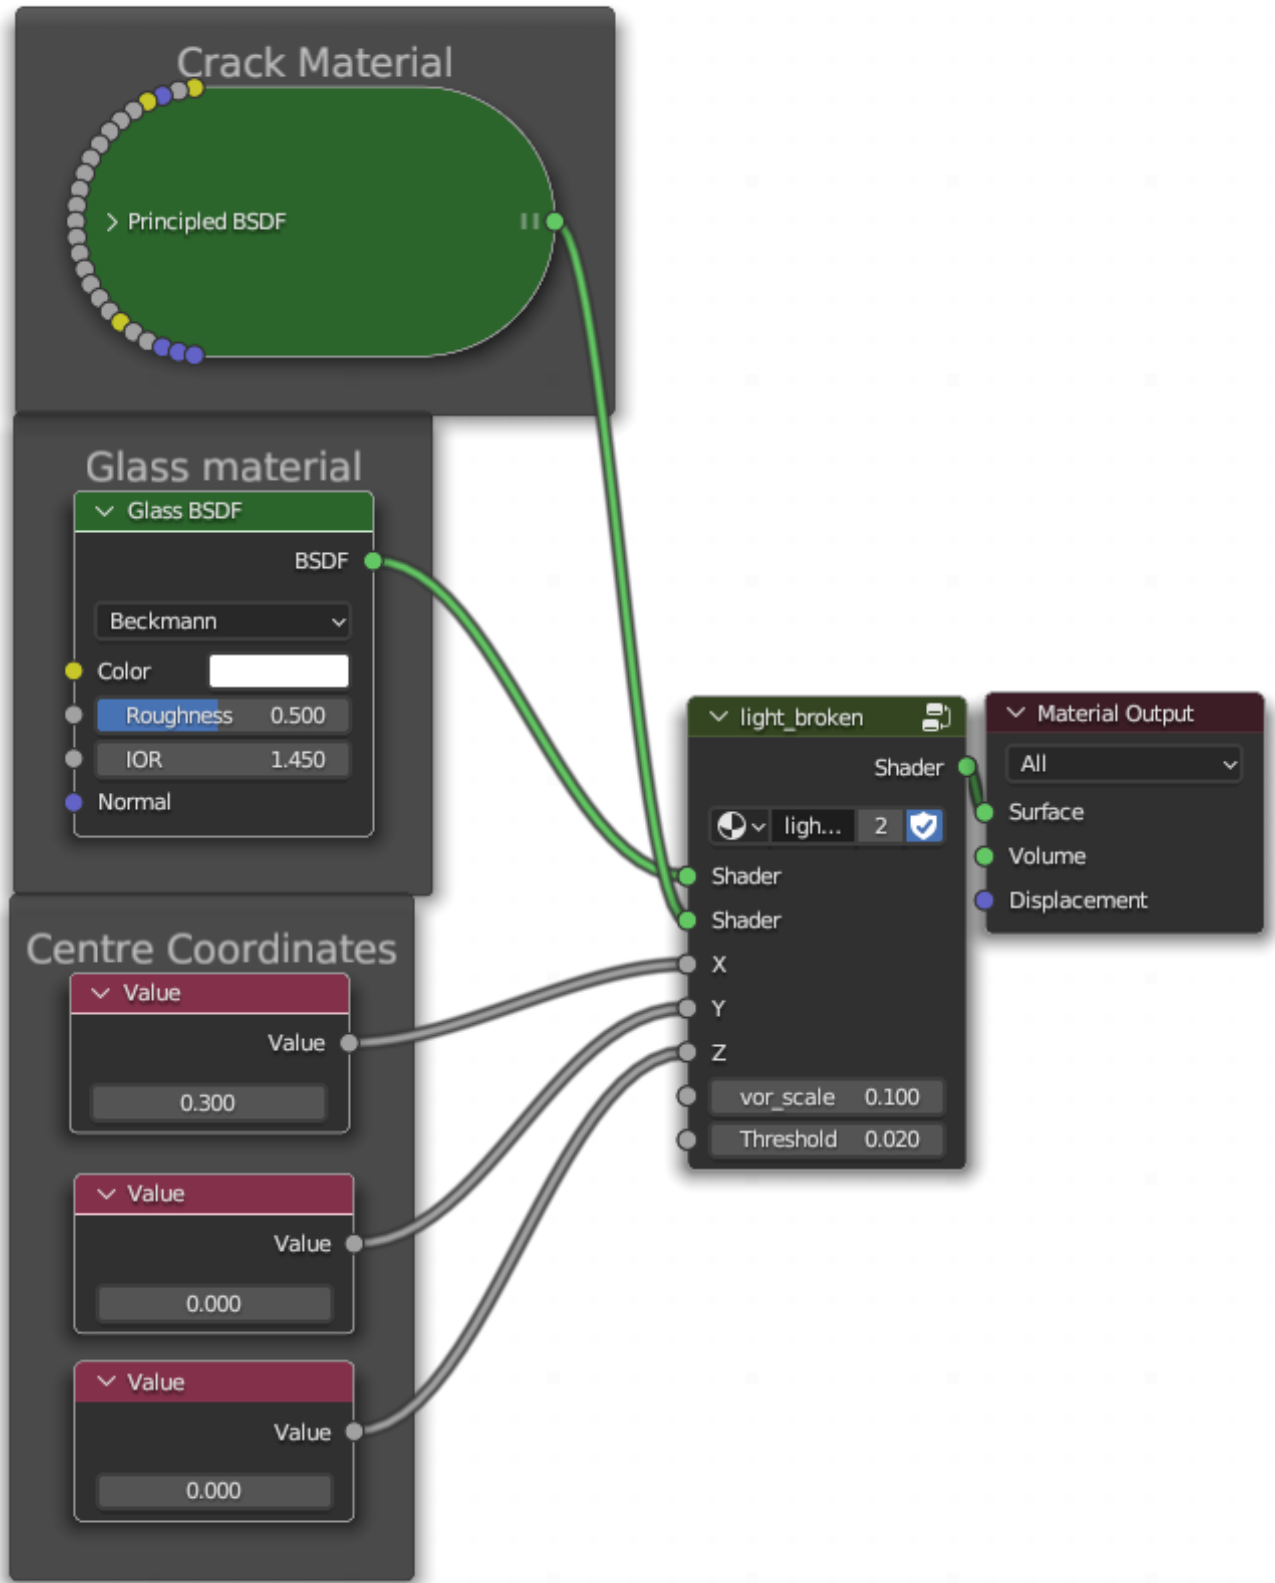 Crack Material
Principled BSDF
Glass material
Glass BSDF
BSDF
Beckmann
Color
Roughness 0.500
IOR 1.450
Normal
Centre Coordinates
Value
Value
0.300
Value
Value
0.000
Value
Value
0.000
light_broken
Shader
ligh... 2
Shader
Shader
X
Y
Z
vor_scale 0.100
Threshold 0.020
Material Output
All
Surface
Volume
Displacement